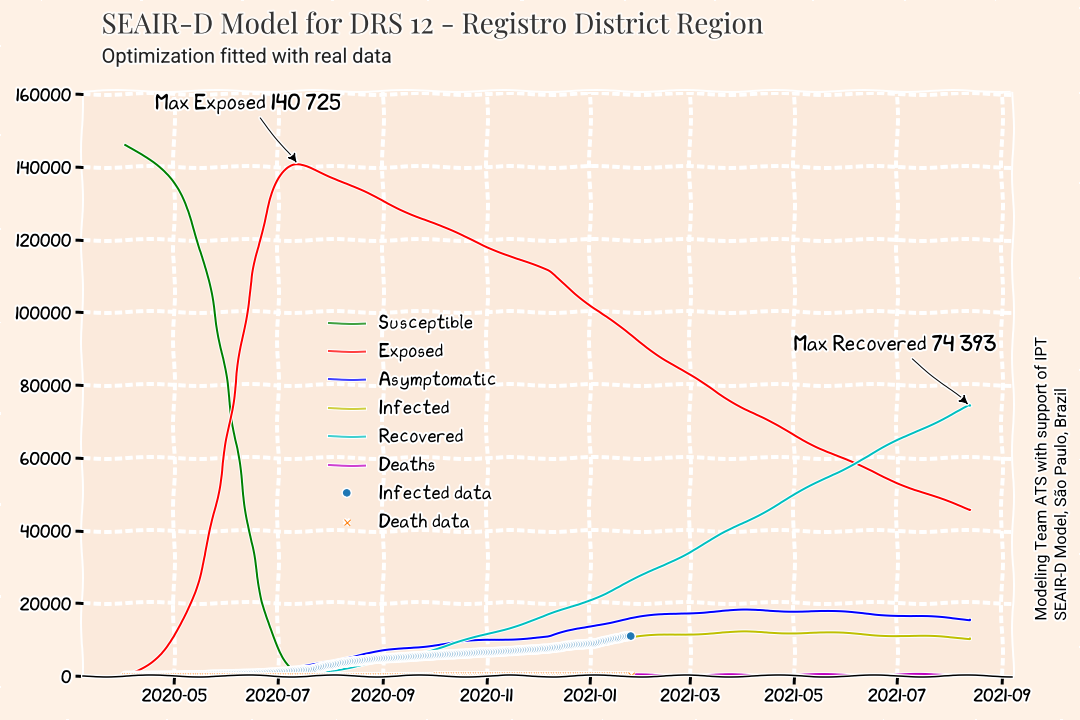 SEAIR-D Model for DRS 12 - Registro District Region
Optimization fitted with real data
160000
140000
120000
100000
80000
60000
40000
20000
0
Max Exposed 140 725
Max Recovered 74 393
Susceptible
Exposed
Asymptomatic
Infected
Recovered
Deaths
Infected data
Death data
2020-05
2020-07
2020-09
2020-11
2021-01
2021-03
2021-05
2021-07
2021-09
Modeling Team ATS with support of IPT
SEAIR-D Model, São Paulo, Brazil